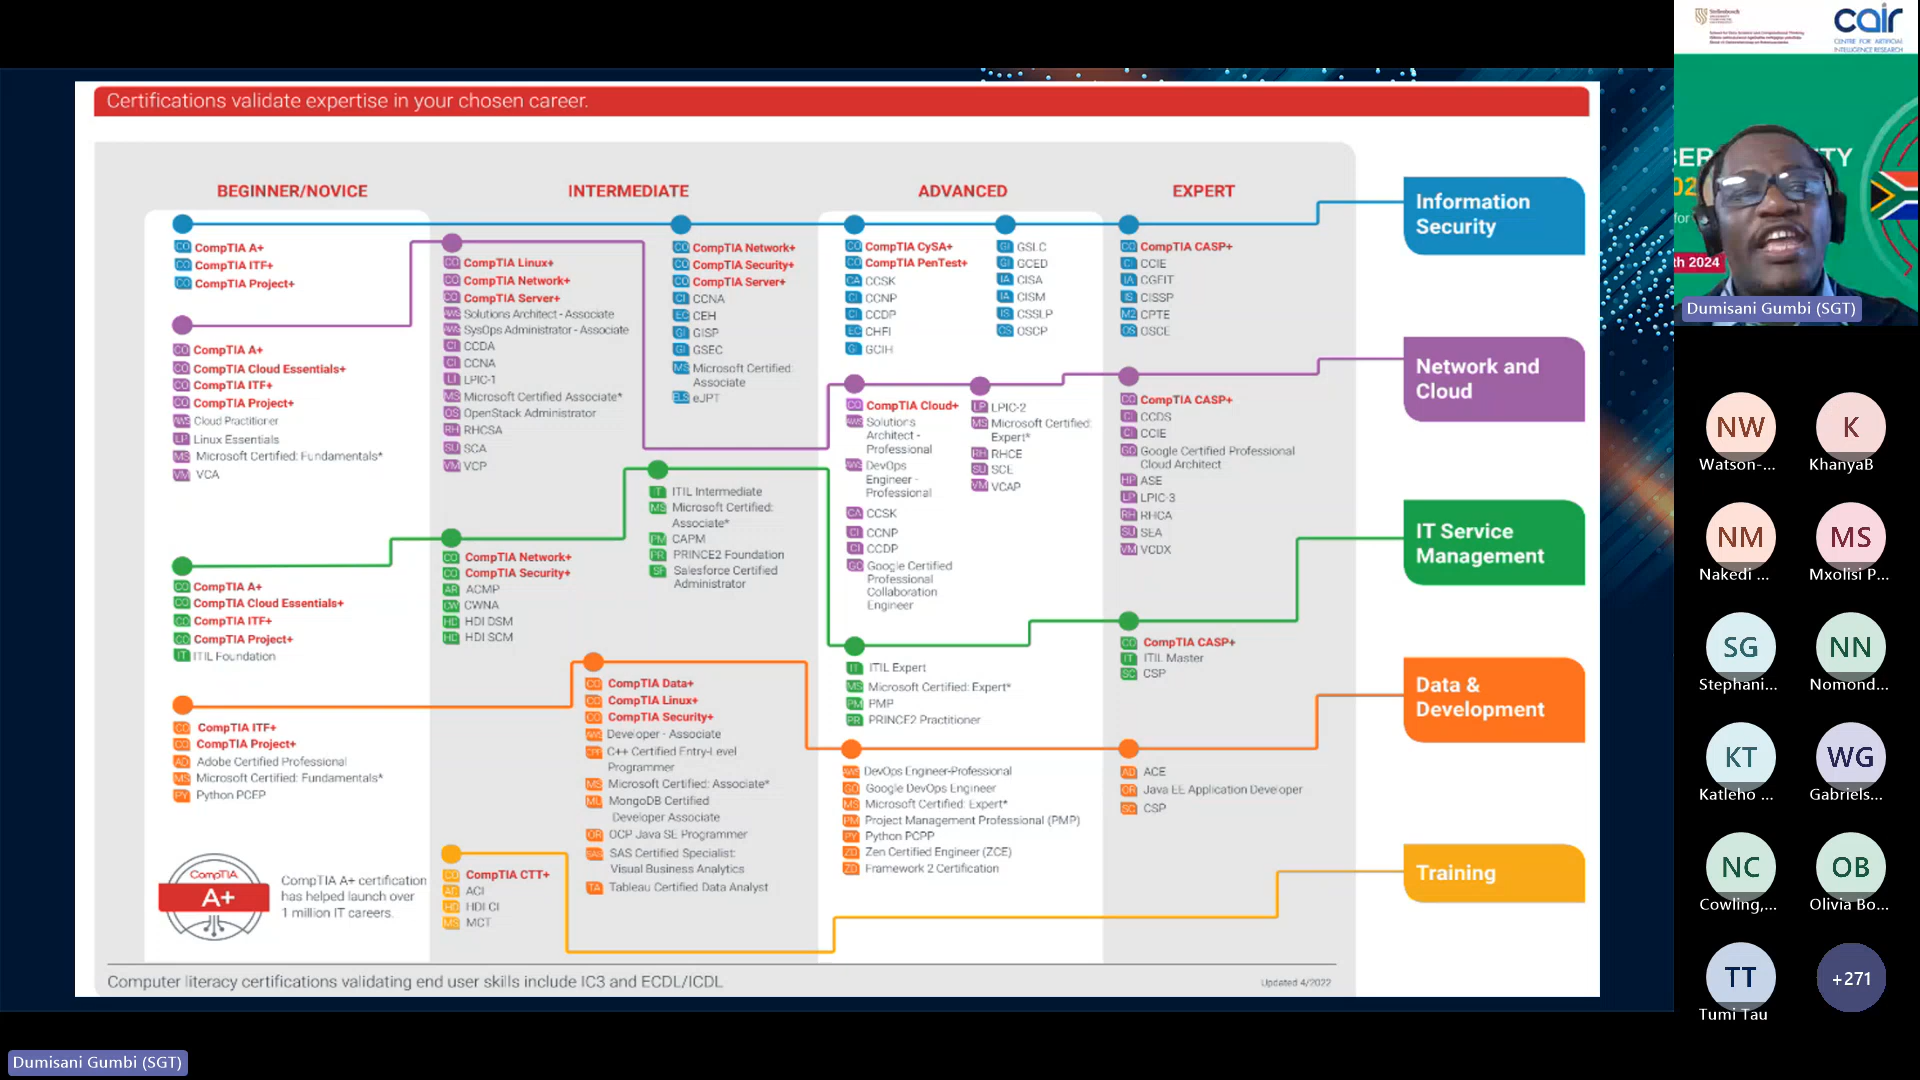 Certifications validate expertise in your chosen career.
BEGINNER/NOVICE
INTERMEDIATE
ADVANCED
EXPERT
Information
Security
CompTIA A+
CompTIA ITF+
CompTIA Project+
CompTIA Network+
CompTIA Security+
CompTIA Server+
CCNA
CEH
GISP
GSEC
Microsoft Certified:
Associate
eJPT
CompTIA CySA+
CompTIA PenTest+
CCSK
CCNP
CCDP
CHFI
GCIH
GSLC
GCED
CISA
CISM
CSSLP
OSCP
CompTIA CASP+
CCIE
CGEIT
CISSP
CPTE
OSCE
Network and
Cloud
CompTIA A+
CompTIA Cloud Essentials+
CompTIA ITF+
CompTIA Project+
Cloud Practitioner
Linux Essentials
Microsoft Certified: Fundamentals*
VCA
CompTIA Linux+
CompTIA Network+
CompTIA Server+
Solutions Architect - Associate
SysOps Administrator - Associate
CCDA
CCNA
LPIC-1
Microsoft Certified Associate*
OpenStack Administrator
RHCSA
SCA
VCP
CompTIA Cloud+
Solutions
Architect -
Professional
DevOps
Engineer -
Professional
CCSK
CCNP
CCDP
Google Certified
Professional
Collaboration
Engineer
LPIC-2
Microsoft Certified:
Expert*
RHCE
SCE
VCAP
CompTIA CASP+
CCDS
CCIE
Google Certified Professional
Cloud Architect
ASE
LPIC-3
RHCA
SEA
VCDX
IT Service
Management
CompTIA A+
CompTIA Cloud Essentials+
CompTIA ITF+
CompTIA Project+
ITIL Foundation
CompTIA Network+
CompTIA Security+
ACMP
CWNA
HDI DSM
HDI SCM
ITIL Intermediate
Microsoft Certified:
Associate*
CAPM
PRINCE2 Foundation
Salesforce Certified
Administrator
ITIL Expert
Microsoft Certified: Expert*
PMP
PRINCE2 Practitioner
CompTIA CASP+
ITIL Master
CSP
Data &
Development
CompTIA ITF+
CompTIA Project+
Adobe Certified Professional
Microsoft Certified: Fundamentals*
Python PCEP
CompTIA Data+
CompTIA Linux+
CompTIA Security+
Developer - Associate
C++ Certified Entry-Level
Programmer
Microsoft Certified: Associate*
MongoDB Certified
Developer Associate
OCP Java SE Programmer
SAS Certified Specialist:
Visual Business Analytics
Tableau Certified Data Analyst
DevOps Engineer-Professional
Google DevOps Engineer
Microsoft Certified: Expert*
Project Management Professional (PMP)
Python PCPP
Zen Certified Engineer (ZCE)
Framework 2 Certification
ACE
Java EE Application Developer
CSP
Training
CompTIA CTT+
ACI
HDI CI
MCT
CompTIA
A+
CompTIA A+ certification
has helped launch over
1 million IT careers.
Computer literacy certifications validating end user skills include IC3 and ECDL/ICDL
Updated 4/2022
cair
CENTRE FOR ARTIFICIAL
INTELLIGENCE RESEARCH
th 2024
Dumisani Gumbi (SGT)
NW
Watson-...
K
KhanyaB
NM
Nakedi ...
MS
Mxolisi P...
SG
Stephani...
NN
Nomond...
KT
Katleho ...
WG
Gabriels...
NC
Cowling,...
OB
Olivia Bo...
TT
Tumi Tau
+271
Dumisani Gumbi (SGT)